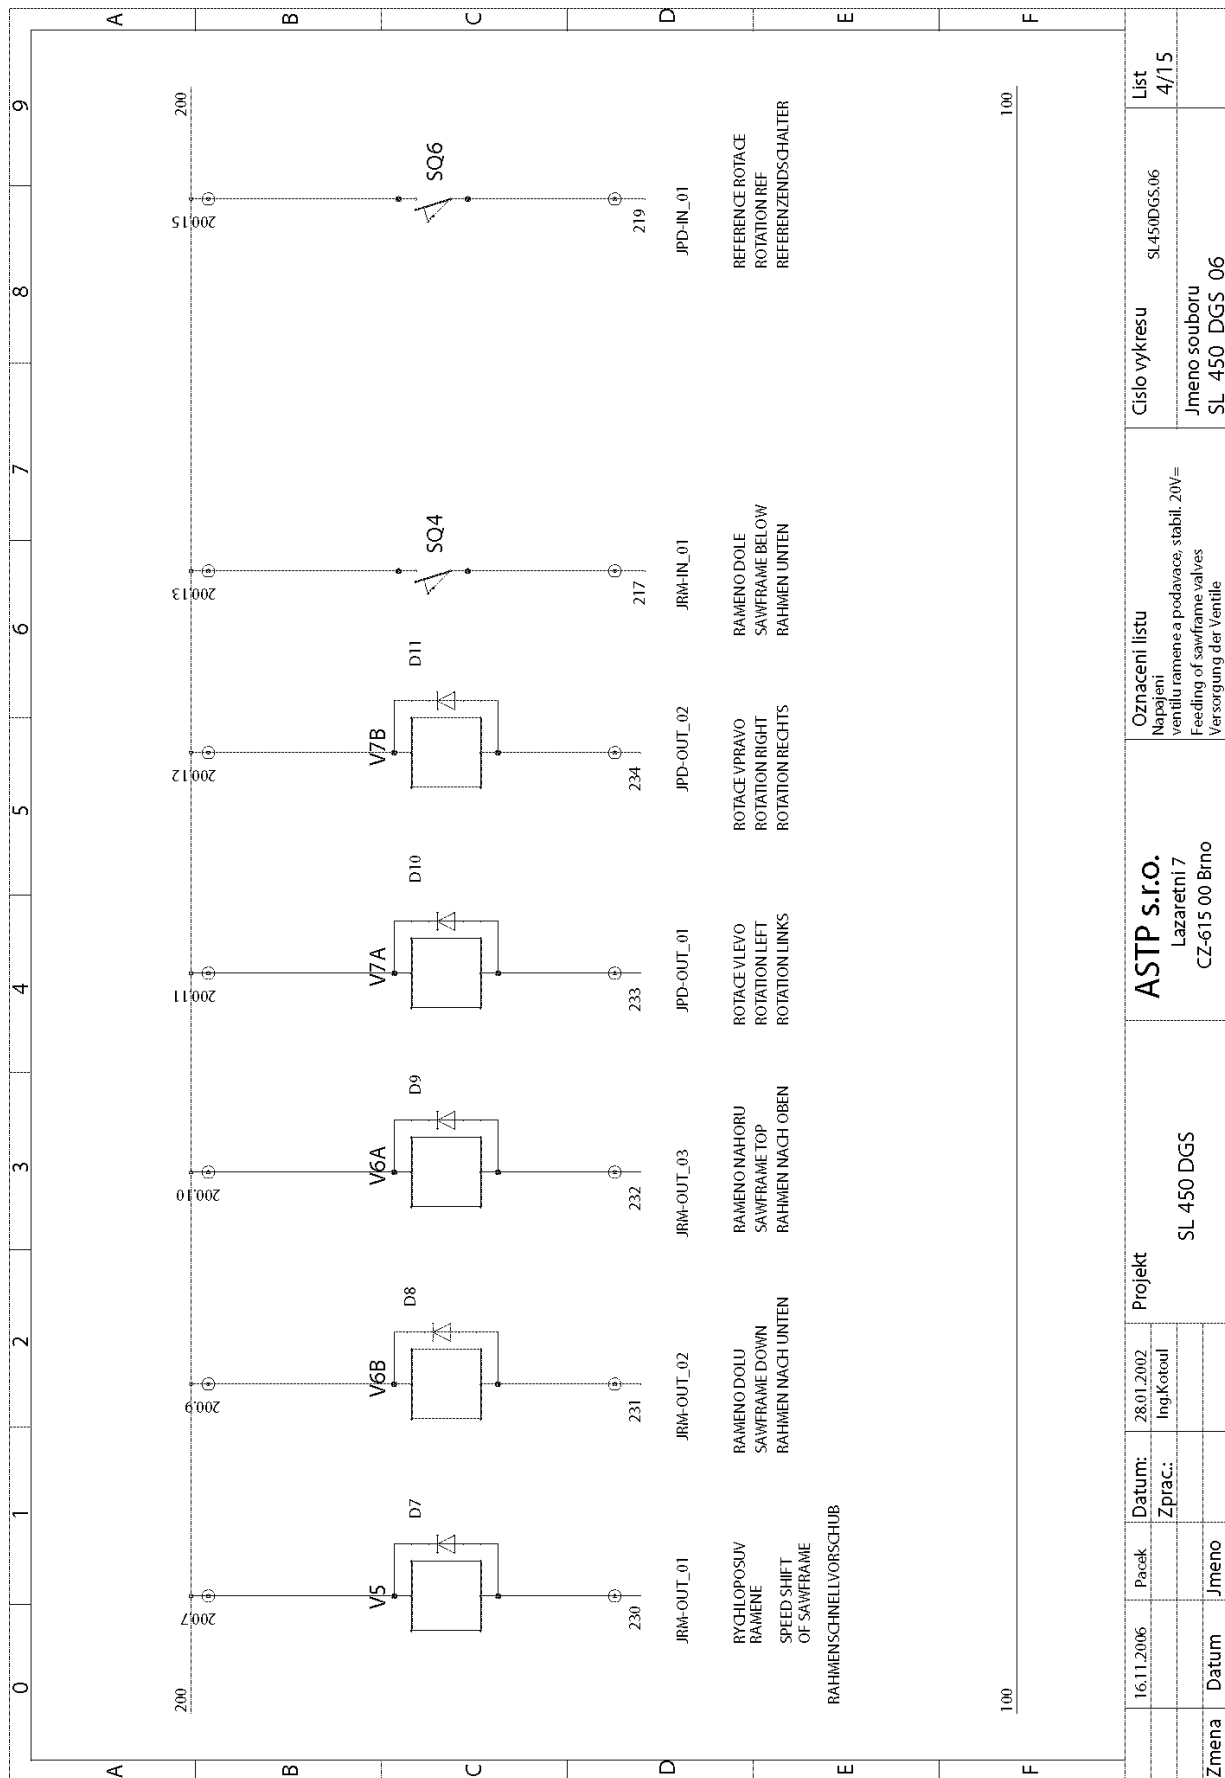 0 1 2 3 4 5 6 7 8 9
A
B
C
D
E
F
A
B
C
D
E
F
200
200
200.7
200.9
200.10
200.11
200.12
200.13
200.15
V5
D7
V6B
D8
V6A
D9
V7A
D10
V7B
D11
SQ4
SQ6
230
231
232
233
234
217
219
JRM-OUT_01
JRM-OUT_02
JRM-OUT_03
JPD-OUT_01
JPD-OUT_02
JRM-IN_01
JPD-IN_01
RYCHLOPOSUV
RAMENE
SPEED SHIFT
OF SAWFRAME
RAHMENSCHNELLVORSCHUB
RAMENO DOLU
SAWFRAME DOWN
RAHMEN NACH UNTEN
RAMENO NAHORU
SAWFRAME TOP
RAHMEN NACH OBEN
ROTACE VLEVO
ROTATION LEFT
ROTATION LINKS
ROTACE VPRAVO
ROTATION RIGHT
ROTATION RECHTS
RAMENO DOLE
SAWFRAME BELOW
RAHMEN UNTEN
REFERENCE ROTACE
ROTATION REF
REFERENZENDSCHALTER
100
100
16.11.2006 Pacek
Zmena Datum Jmeno
Datum: 28.01.2002
Zprac.: Ing.Kotoul
Projekt
SL 450 DGS
ASTP s.r.o.
Lazaretni 7
CZ-615 00 Brno
Oznaceni listu
Napajeni
ventilu ramene a podavace, stabil. 20V=
Feeding of sawframe valves
Versorgung der Ventile
Cislo vykresu
SL450DGS.06
Jmeno souboru
SL 450 DGS 06
List
4/15